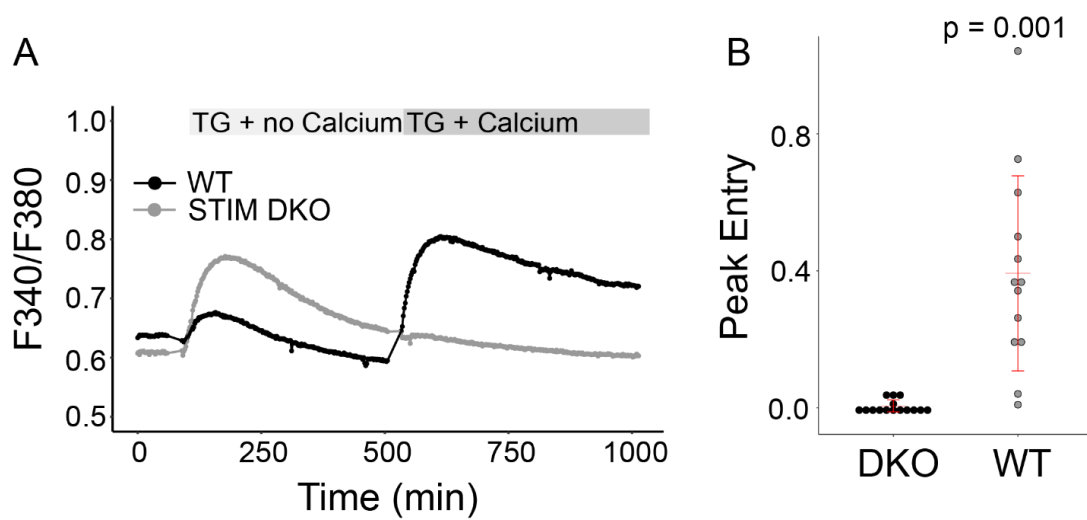 A
TG + no Calcium TG + Calcium
WT
STIM DKO
F340/F380
1.0
0.9
0.8
0.7
0.6
0.5
0 250 500 750 1000
Time (min)
B
p = 0.001
Peak Entry
0.8
0.4
0.0
DKO WT